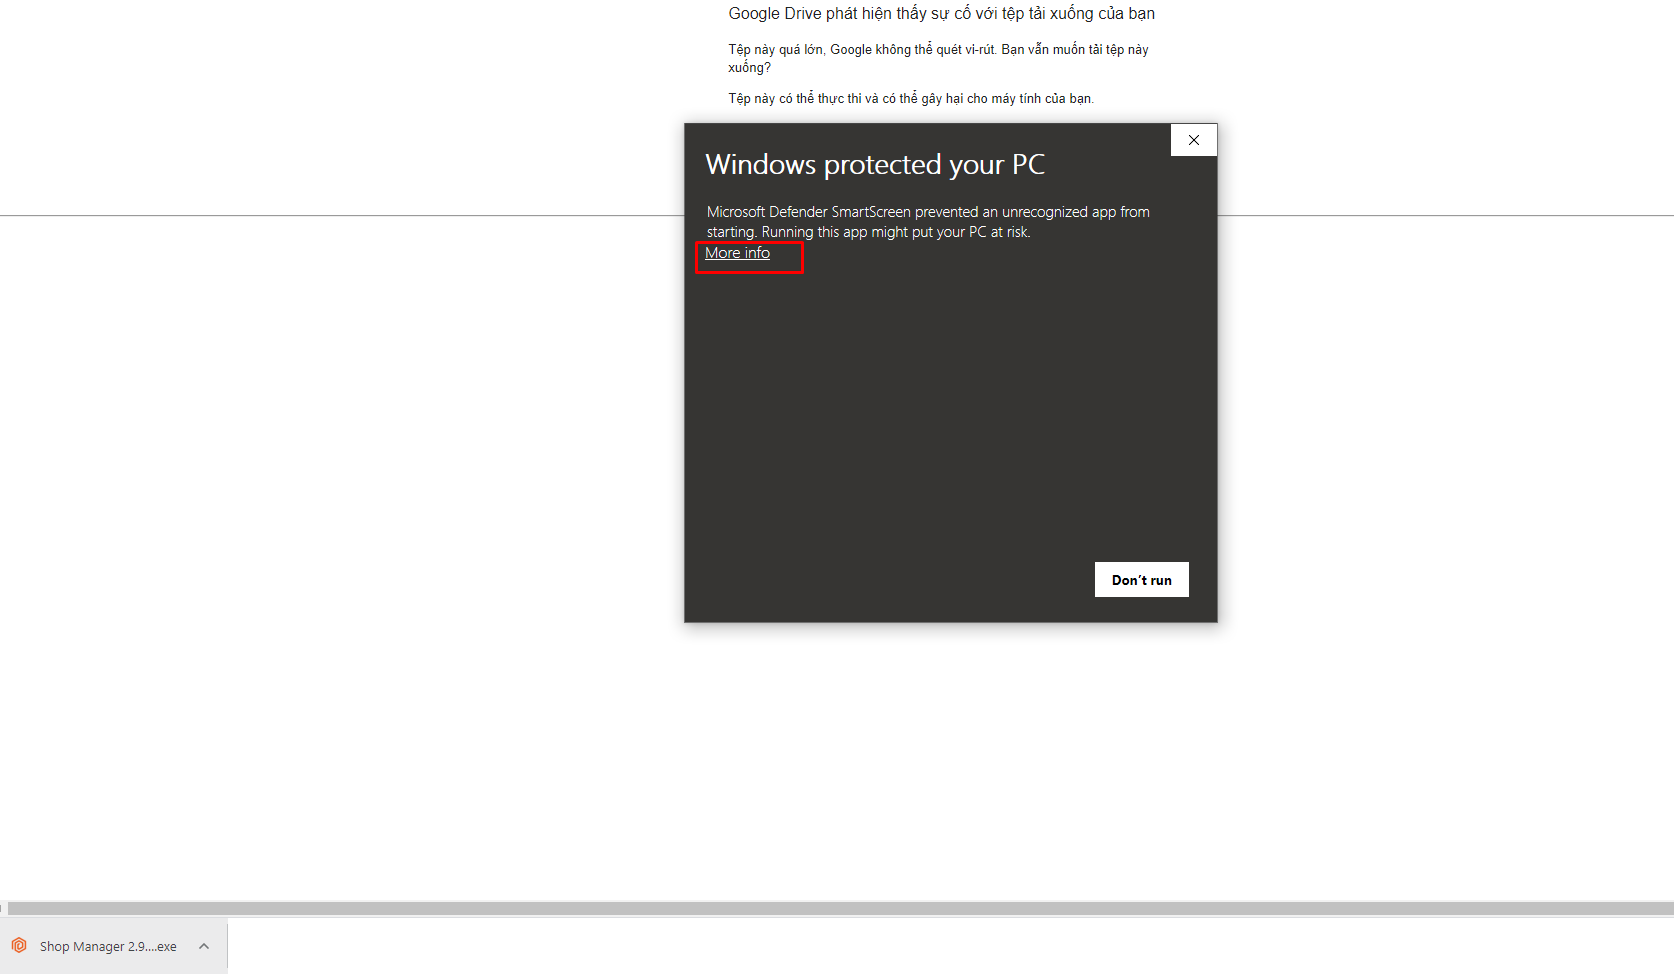 Google Drive phát hiện thấy sự cố với tệp tải xuống của bạn
Tệp này quá lớn, Google không thể quét vi-rút. Bạn vẫn muốn tải tệp này
xuống?
Tệp này có thể thực thi và có thể gây hại cho máy tính của bạn.
Windows protected your PC
Microsoft Defender SmartScreen prevented an unrecognized app from
starting. Running this app might put your PC at risk.
More info
Don't run
Shop Manager 2.9....exe